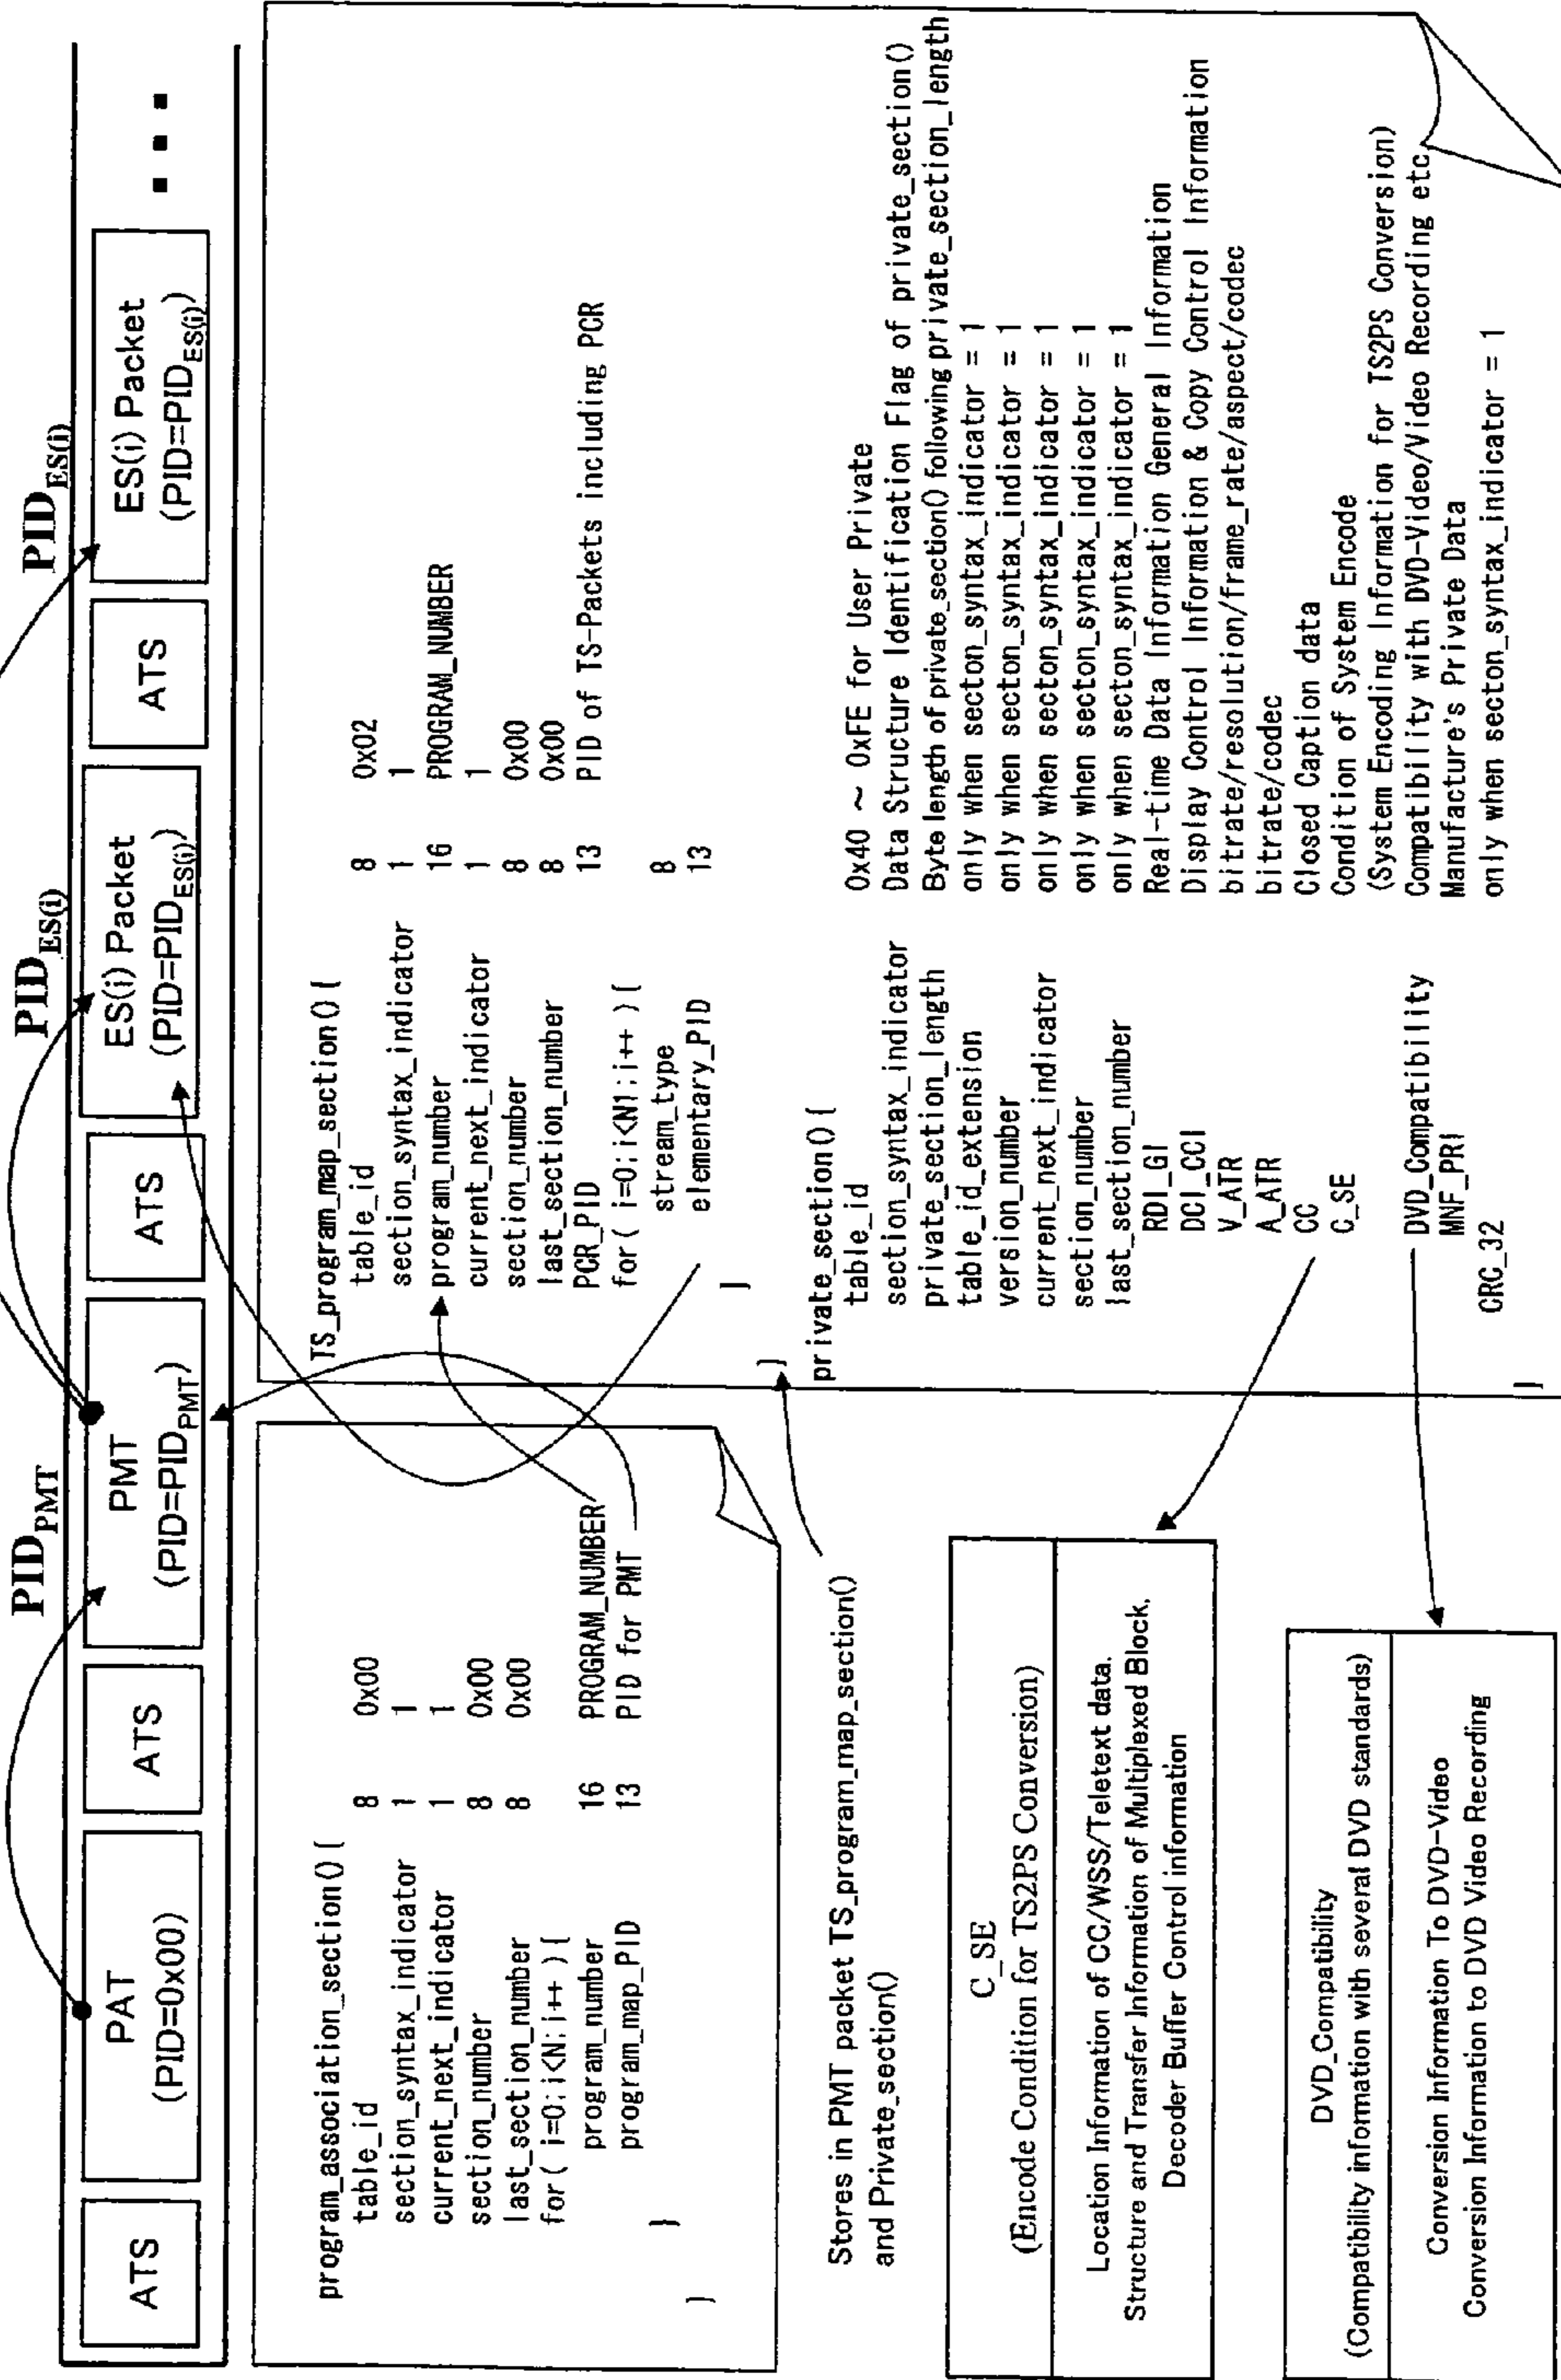 PID_PMT
PID_ES(i)
PID_ES(i)
ATS
PAT
(PID=0x00)
ATS
PMT
(PID=PID_PMT)
ATS
ES(i) Packet
(PID=PID_ES(i))
ATS
ES(i) Packet
(PID=PID_ES(i))
■ ■ ■
program_association_section(){
table_id 8 0x00
section_syntax_indicator 1 1
current_next_indicator 1 1
section_number 8 0x00
last_section_number 8 0x00
for( i=0;i<N;i++ ){
program_number 16 PROGRAM_NUMBER
program_map_PID 13 PID for PMT
}
}
Stores in PMT packet TS_program_map_section()
and Private_section()
C_SE
(Encode Condition for TS2PS Conversion)
Location Information of CC/WSS/Teletext data.
Structure and Transfer Information of Multiplexed Block,
Decoder Buffer Control information
DVD_Compatibility
(Compatibility information with several DVD standards)
Conversion Information To DVD-Video
Conversion Information to DVD Video Recording
TS_program_map_section(){
table_id 8 0x02
section_syntax_indicator 1 1
program_number 16 PROGRAM_NUMBER
current_next_indicator 1 1
section_number 8 0x00
last_section_number 8 0x00
PCR_PID 13 PID of TS-Packets including PCR
for( i=0;i<N1;i++ ){
stream_type 8
elementary_PID 13
}
}
private_section(){
table_id 0x40 ~ 0xFE for User Private
section_syntax_indicator Data Structure Identification Flag of private_section()
private_section_length Byte length of private_section() following private_section_length
table_id_extension only when secton_syntax_indicator = 1
version_number only when secton_syntax_indicator = 1
current_next_indicator only when secton_syntax_indicator = 1
section_number only when secton_syntax_indicator = 1
last_section_number only when secton_syntax_indicator = 1
RDI_GI Real-time Data Information General Information
DCI_CCI Display Control Information & Copy Control Information
V_ATR bitrate/resolution/frame_rate/aspect/codec
A_ATR bitrate/codec
CC Closed Caption data
C_SE Condition of System Encode
(System Encoding Information for TS2PS Conversion)
DVD_Compatibility Compatibility with DVD-Video/Video Recording etc
MNF_PRI Manufacture's Private Data
CRC_32 only when secton_syntax_indicator = 1
}